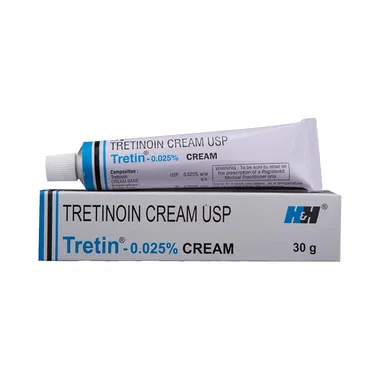 TRETINOIN CREAM USP
Tretin® - 0.025% CREAM
Composition :
Tretinoin USP 0.025% w/w
CREAM BASE q.s.
WARNING : To be sold by retail on
the prescription of a Registered
Medical Practitioner only.
TRETINOIN CREAM USP
Tretin® - 0.025% CREAM
H&H®
30 g